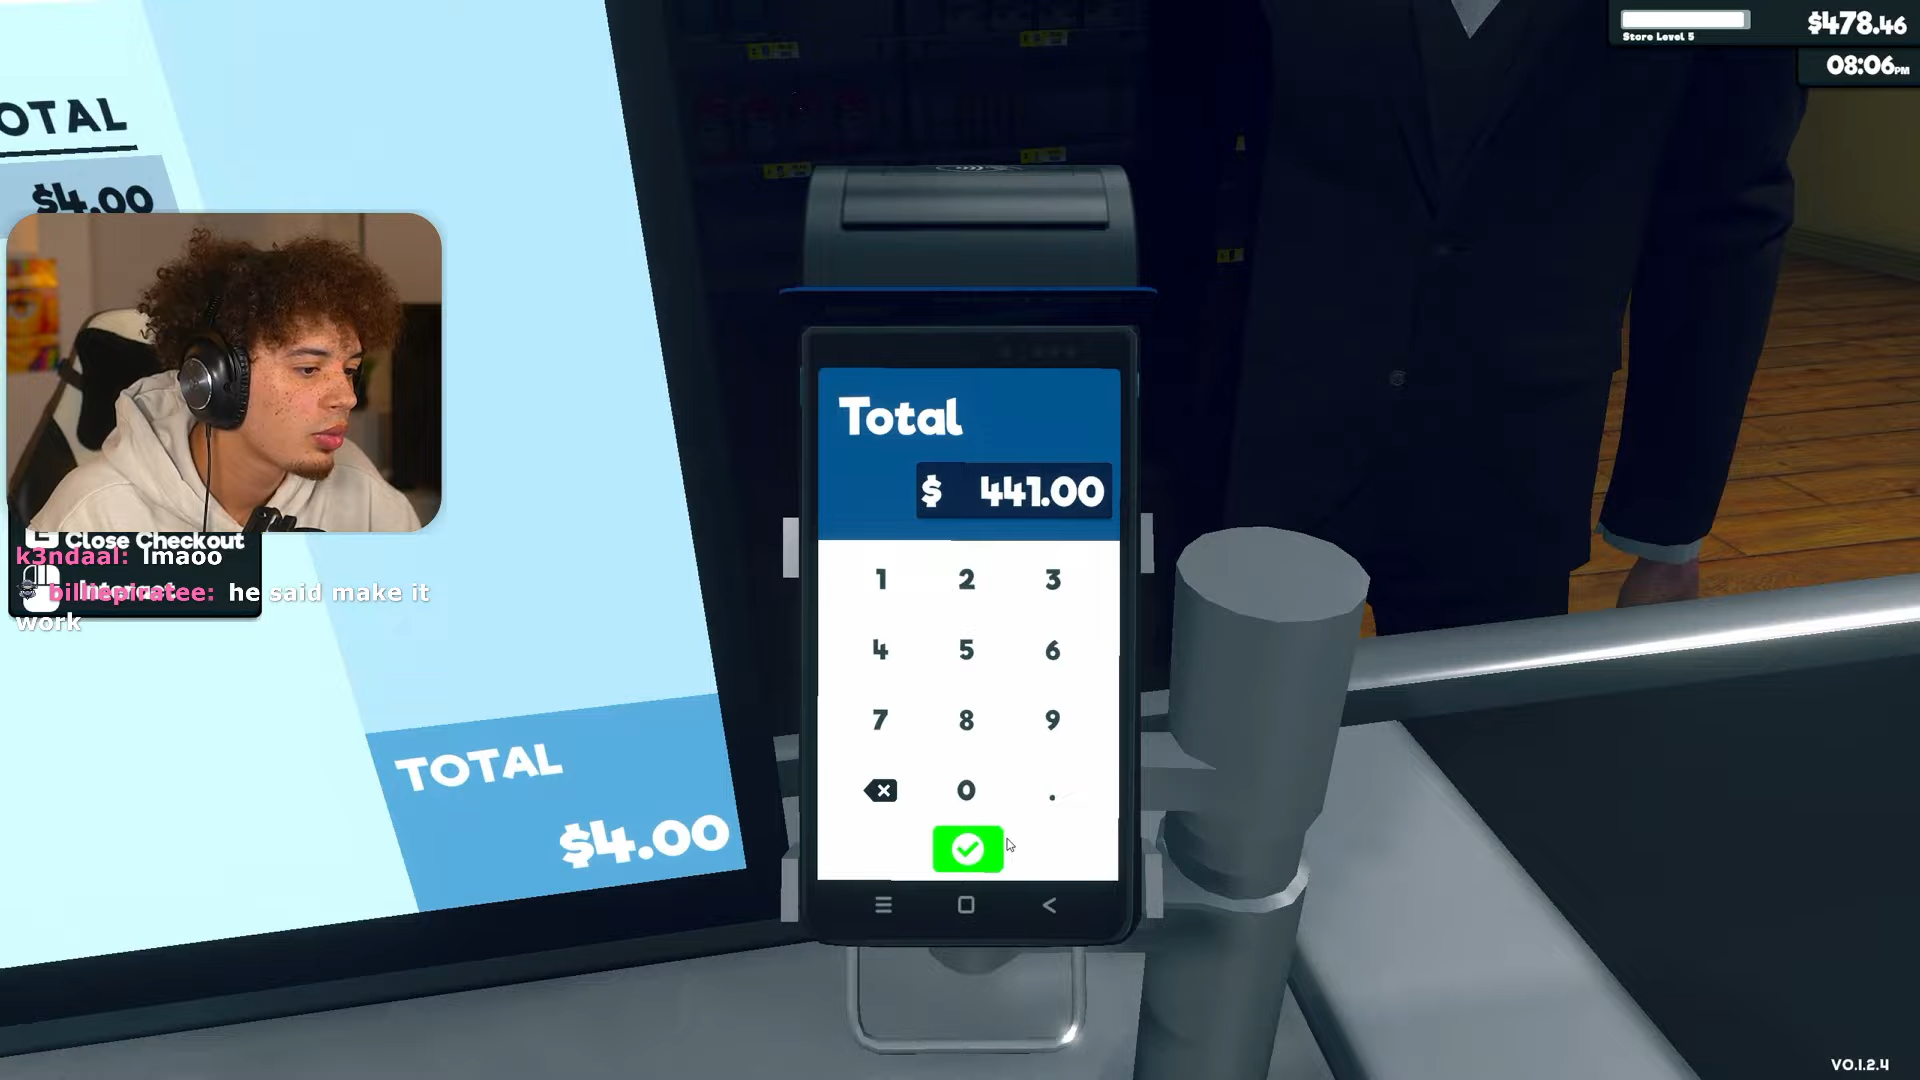 $478.46
Store Level 5
08:06PM
OTAL
$4.00
Total
$ 441.00
1 2 3
4 5 6
7 8 9
0 .
Close Checkout
k3ndaal: lmaoo
Interact
billiepiratee: he said make it
work
TOTAL
$4.00
V0.1.2.4